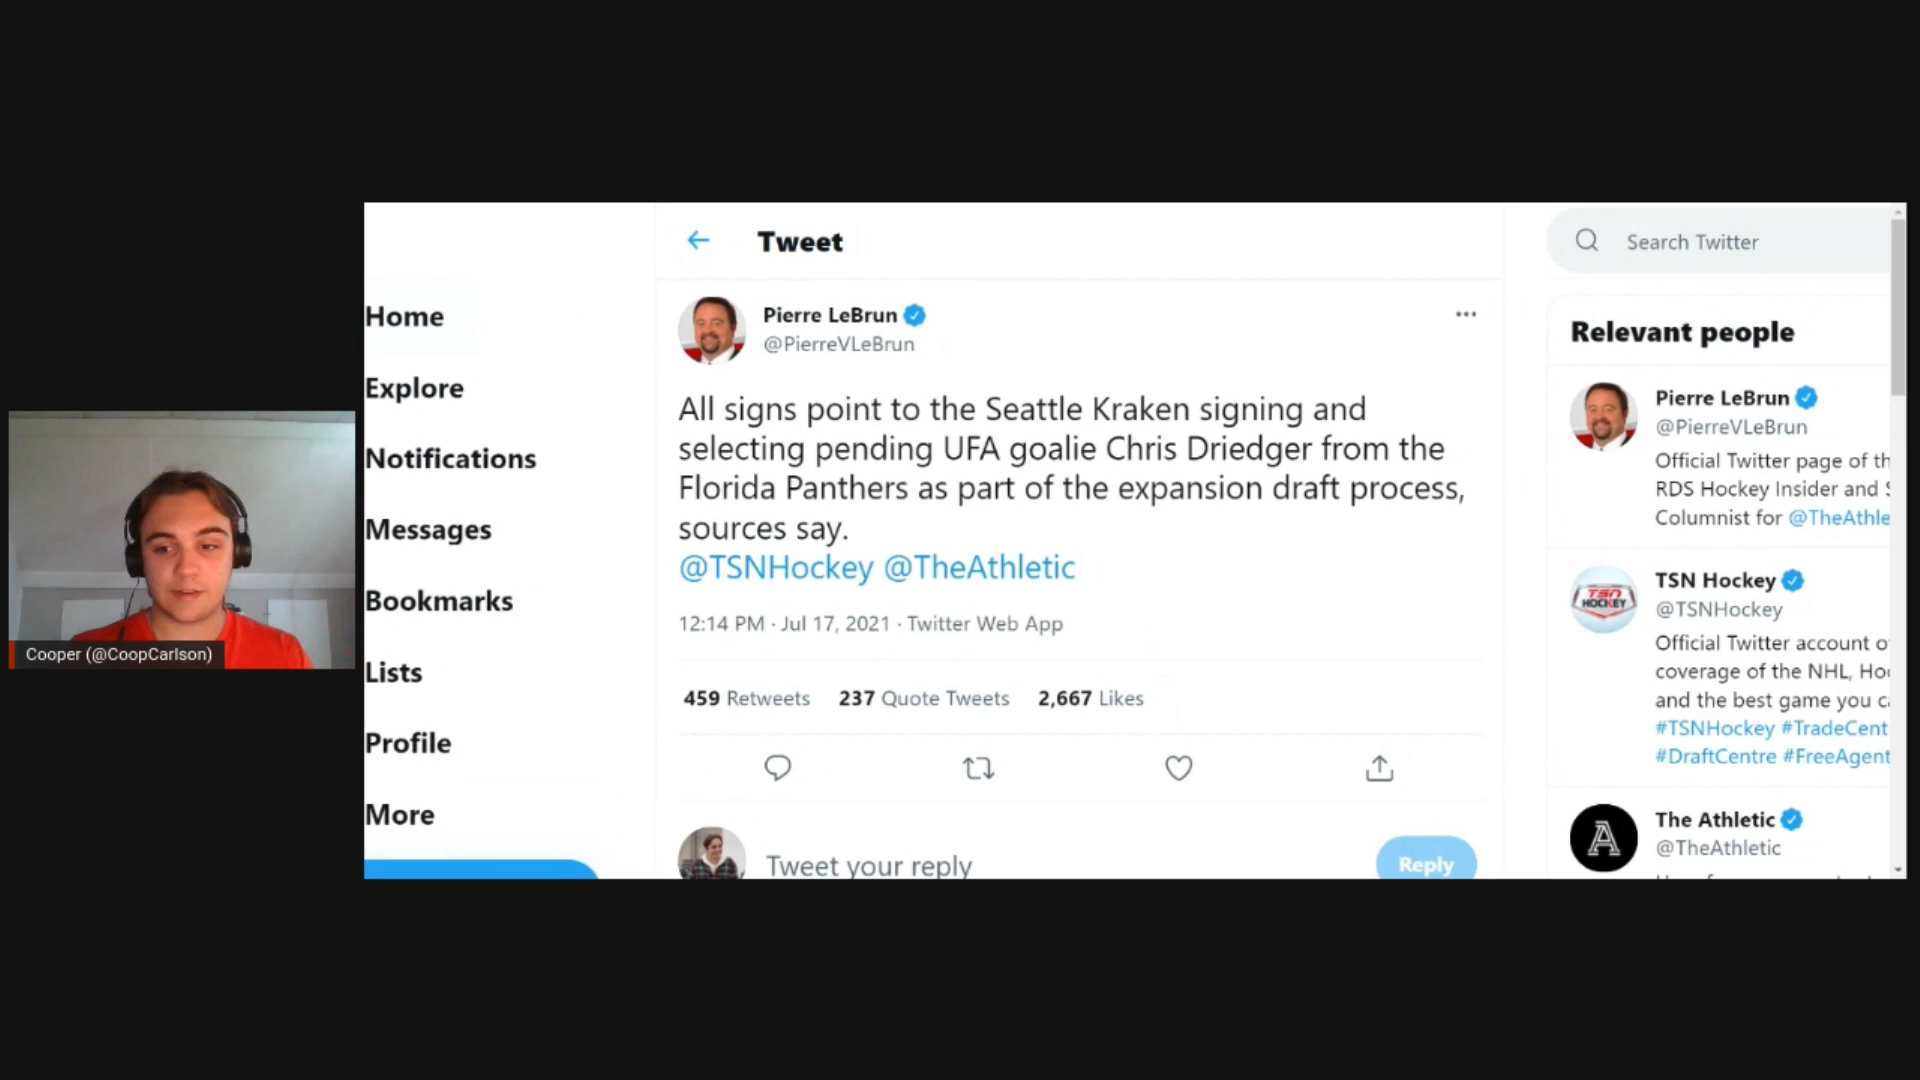 Tweet
Search Twitter
Home
Explore
Notifications
Messages
Bookmarks
Lists
Profile
More
Pierre LeBrun
@PierreVLeBrun
All signs point to the Seattle Kraken signing and
selecting pending UFA goalie Chris Driedger from the
Florida Panthers as part of the expansion draft process,
sources say.
@TSNHockey @TheAthletic
12:14 PM · Jul 17, 2021 · Twitter Web App
459 Retweets 237 Quote Tweets 2,667 Likes
Tweet your reply
Reply
Relevant people
Pierre LeBrun
@PierreVLeBrun
Official Twitter page of th
RDS Hockey Insider and S
Columnist for @TheAthle
TSN Hockey
@TSNHockey
TSN
HOCKEY
Official Twitter account o
coverage of the NHL, Ho
and the best game you c
#TSNHockey #TradeCent
#DraftCentre #FreeAgent
The Athletic
@TheAthletic
A
Cooper (@CoopCarlson)